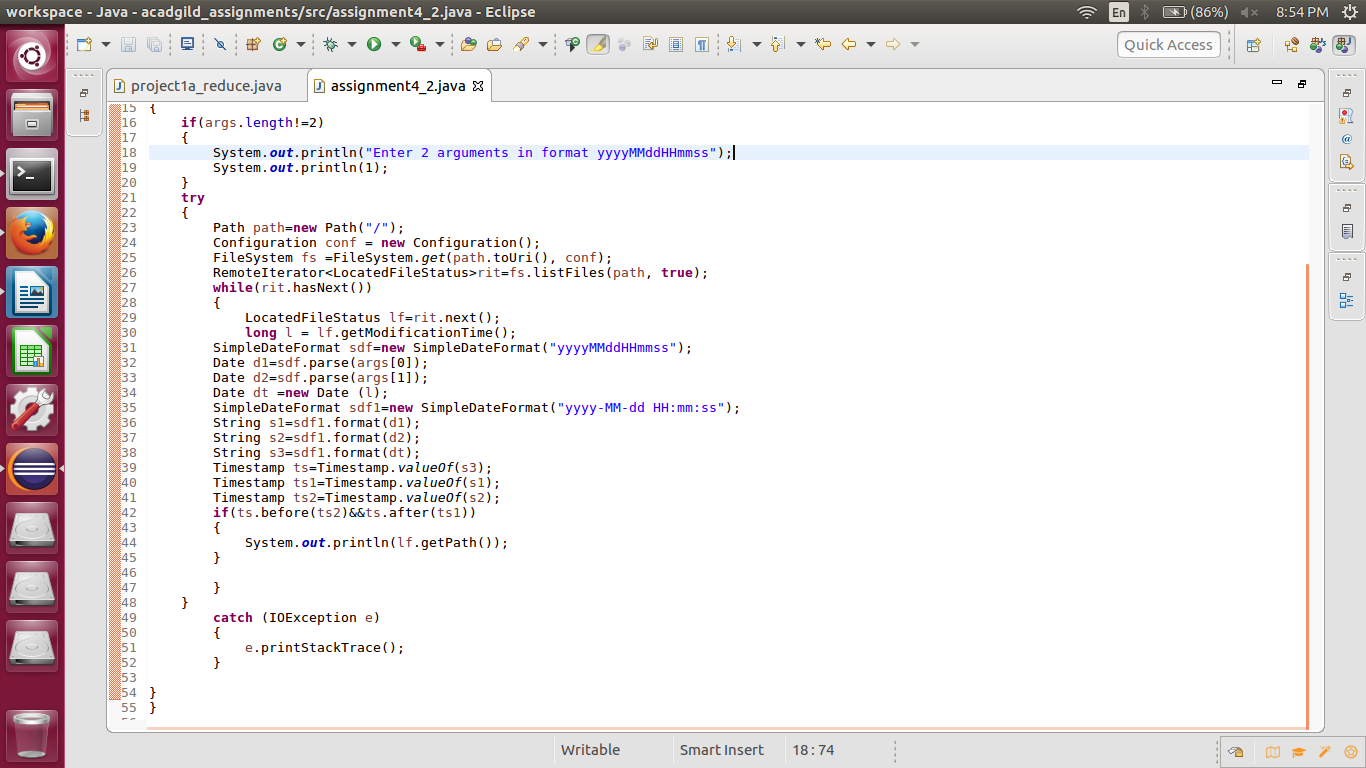 workspace - Java - acadgild_assignments/src/assignment4_2.java - Eclipse
En (86%) 8:54 PM
Quick Access
project1a_reduce.java assignment4_2.java
15 {
16     if(args.length!=2)
17     {
18         System.out.println("Enter 2 arguments in format yyyyMMddHHmmss");
19         System.out.println(1);
20     }
21     try
22     {
23         Path path=new Path("/");
24         Configuration conf = new Configuration();
25         FileSystem fs =FileSystem.get(path.toUri(), conf);
26         RemoteIterator<LocatedFileStatus>rit=fs.listFiles(path, true);
27         while(rit.hasNext())
28         {
29             LocatedFileStatus lf=rit.next();
30             long l = lf.getModificationTime();
31         SimpleDateFormat sdf=new SimpleDateFormat("yyyyMMddHHmmss");
32         Date d1=sdf.parse(args[0]);
33         Date d2=sdf.parse(args[1]);
34         Date dt =new Date (l);
35         SimpleDateFormat sdf1=new SimpleDateFormat("yyyy-MM-dd HH:mm:ss");
36         String s1=sdf1.format(d1);
37         String s2=sdf1.format(d2);
38         String s3=sdf1.format(dt);
39         Timestamp ts=Timestamp.valueOf(s3);
40         Timestamp ts1=Timestamp.valueOf(s1);
41         Timestamp ts2=Timestamp.valueOf(s2);
42         if(ts.before(ts2)&&ts.after(ts1))
43         {
44             System.out.println(lf.getPath());
45         }
46
47         }
48     }
49         catch (IOException e)
50         {
51             e.printStackTrace();
52         }
53
54 }
55 }
Writable Smart Insert 18 : 74